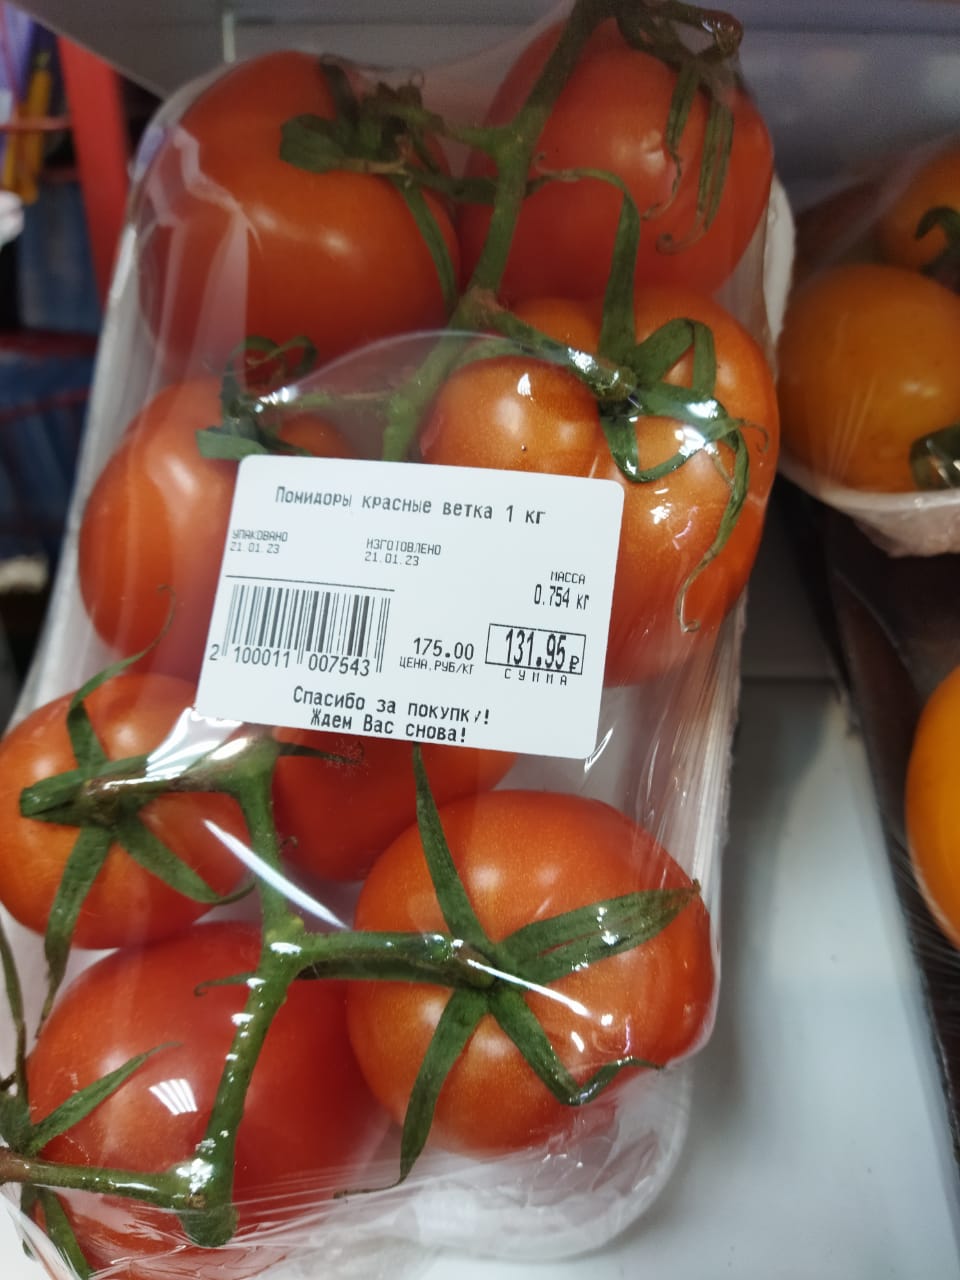 Помидоры красные ветка 1 кг
УПАКОВАНО
21.01.23
ИЗГОТОВЛЕНО
21.01.23
МАССА
0.754 кг
2 100011 007543
175.00
ЦЕНА,РУБ/КГ
131.95 ₽
СУММА
Спасибо за покупку!
Ждем Вас снова!